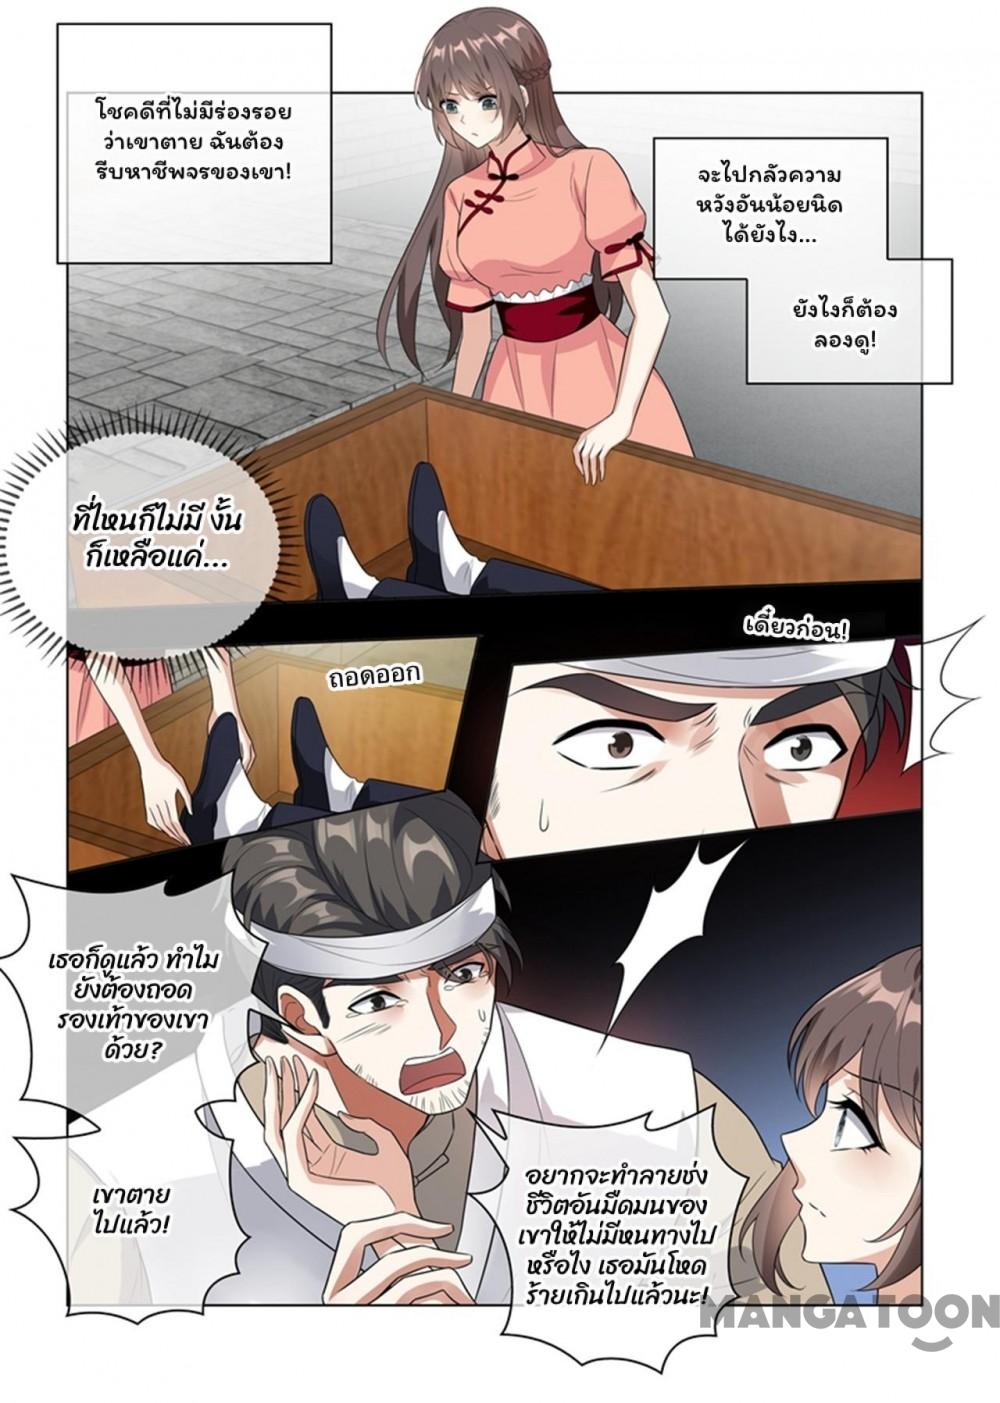 โชคดีที่ไม่มีร่องรอย
ว่าเขาตาย ฉันต้อง
รีบหาชีพจรของเขา!
จะไปกลัวความ
หวังอันน้อยนิด
ได้ยังไง...
ยังไงก็ต้อง
ลองดู!
ที่ไหนก็ไม่มี งั้น
ก็เหลือแค่...
ถอดออก
เดี๋ยวก่อน!
เธอก็ดูแล้ว ทำไม
ยังต้องถอด
รองเท้าของเขา
ด้วย?
เขาตาย
ไปแล้ว!
อยากจะทำลายช่ง
ชีวิตอันมืดมนของ
เขาให้ไม่มีหนทางไป
หรือไง เธอมันโหด
ร้ายเกินไปแล้วนะ!
MANGATOON